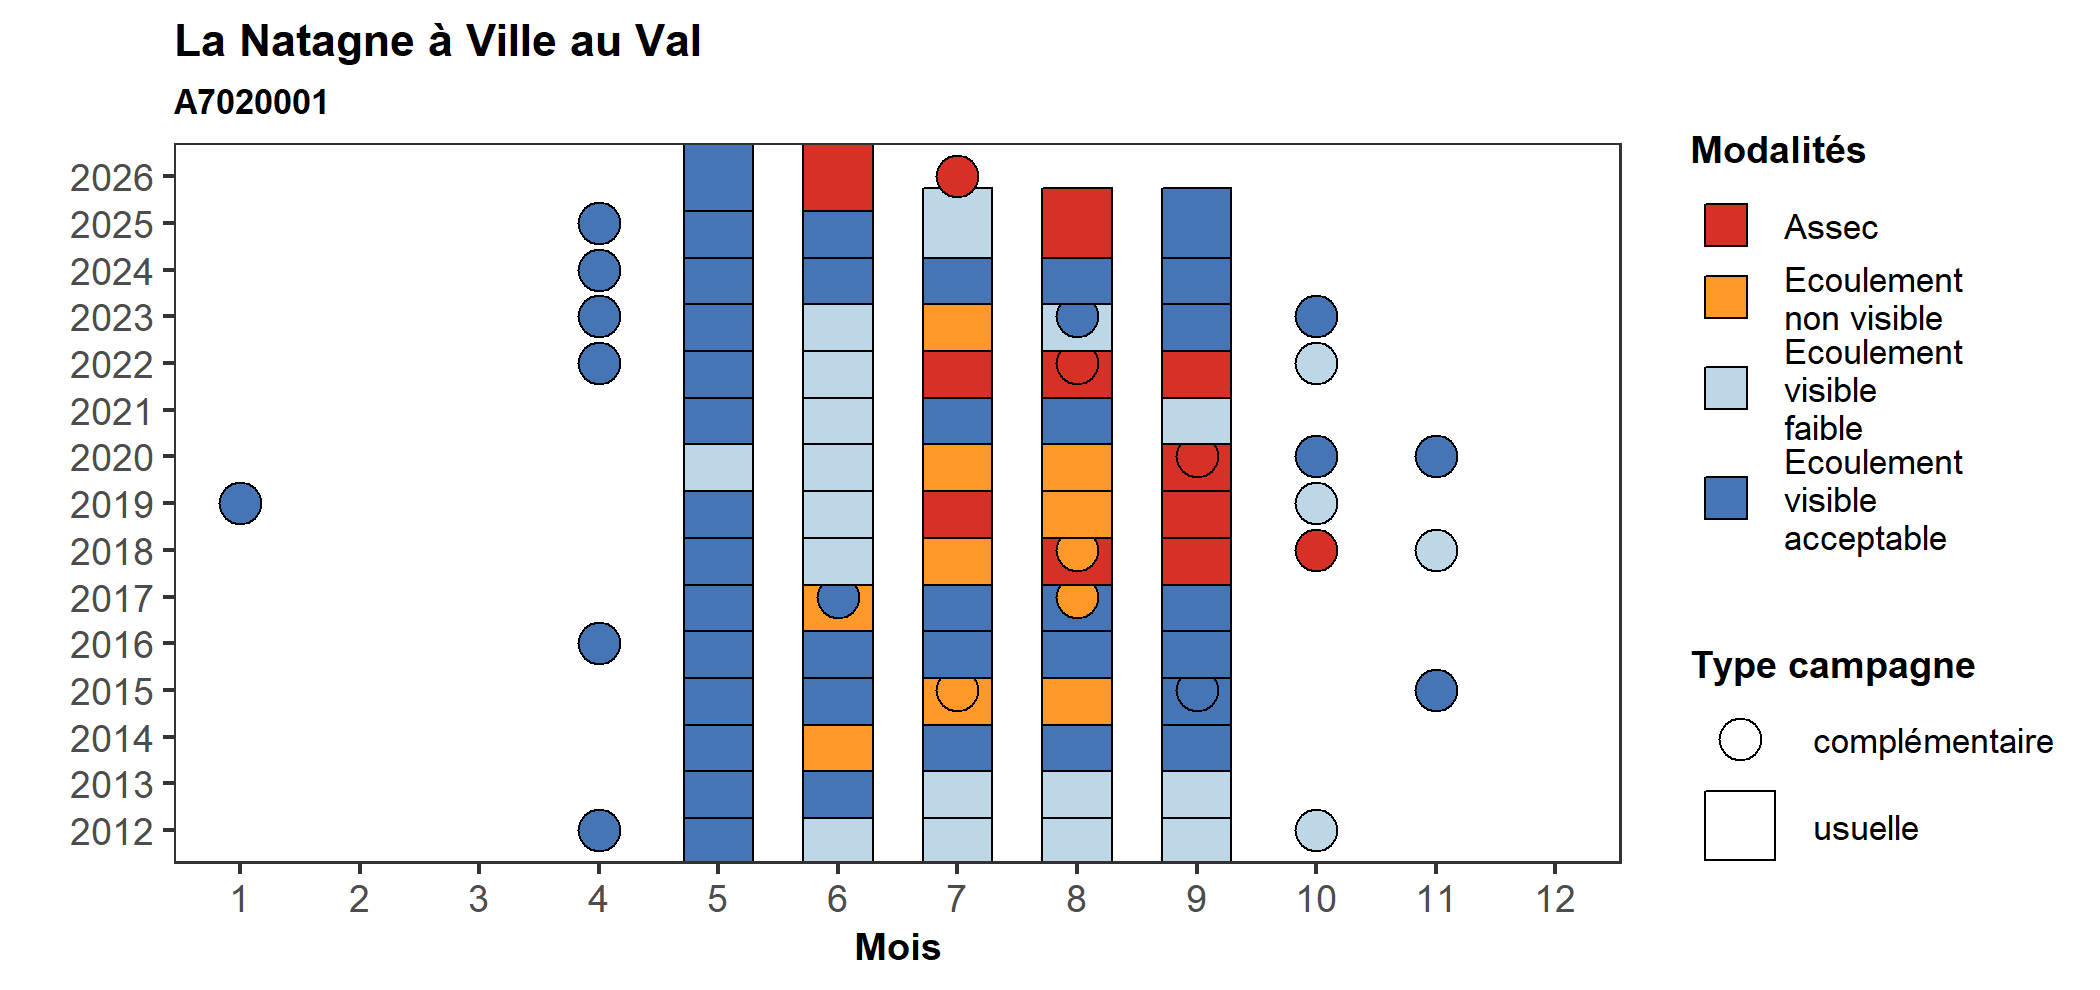 La Natagne à Ville au Val
A7020001
2026
2025
2024
2023
2022
2021
2020
2019
2018
2017
2016
2015
2014
2013
2012
1 2 3 4 5 6 7 8 9 10 11 12
Mois
Modalités
Assec
Ecoulement
non visible
Ecoulement
visible
faible
Ecoulement
visible
acceptable
Type campagne
complémentaire
usuelle